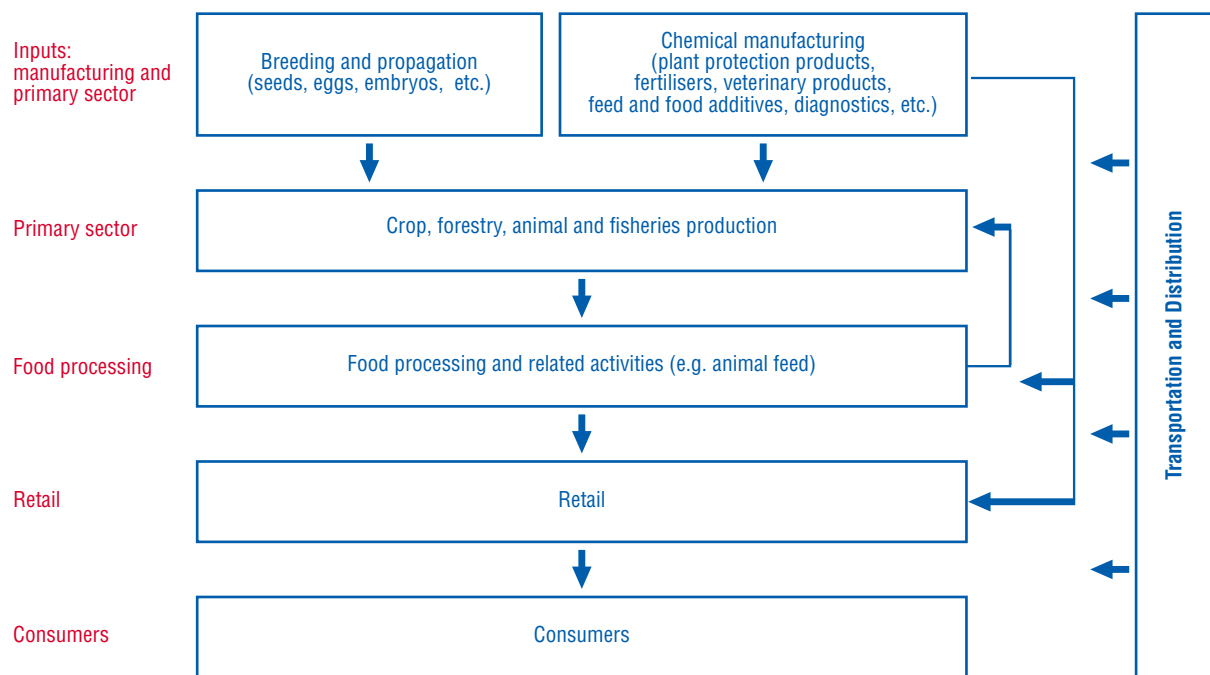 Inputs:
manufacturing and
primary sector
Breeding and propagation
(seeds, eggs, embryos, etc.)
Chemical manufacturing
(plant protection products,
fertilisers, veterinary products,
feed and food additives, diagnostics, etc.)
Primary sector
Crop, forestry, animal and fisheries production
Food processing
Food processing and related activities (e.g. animal feed)
Retail
Retail
Consumers
Consumers
Transportation and Distribution